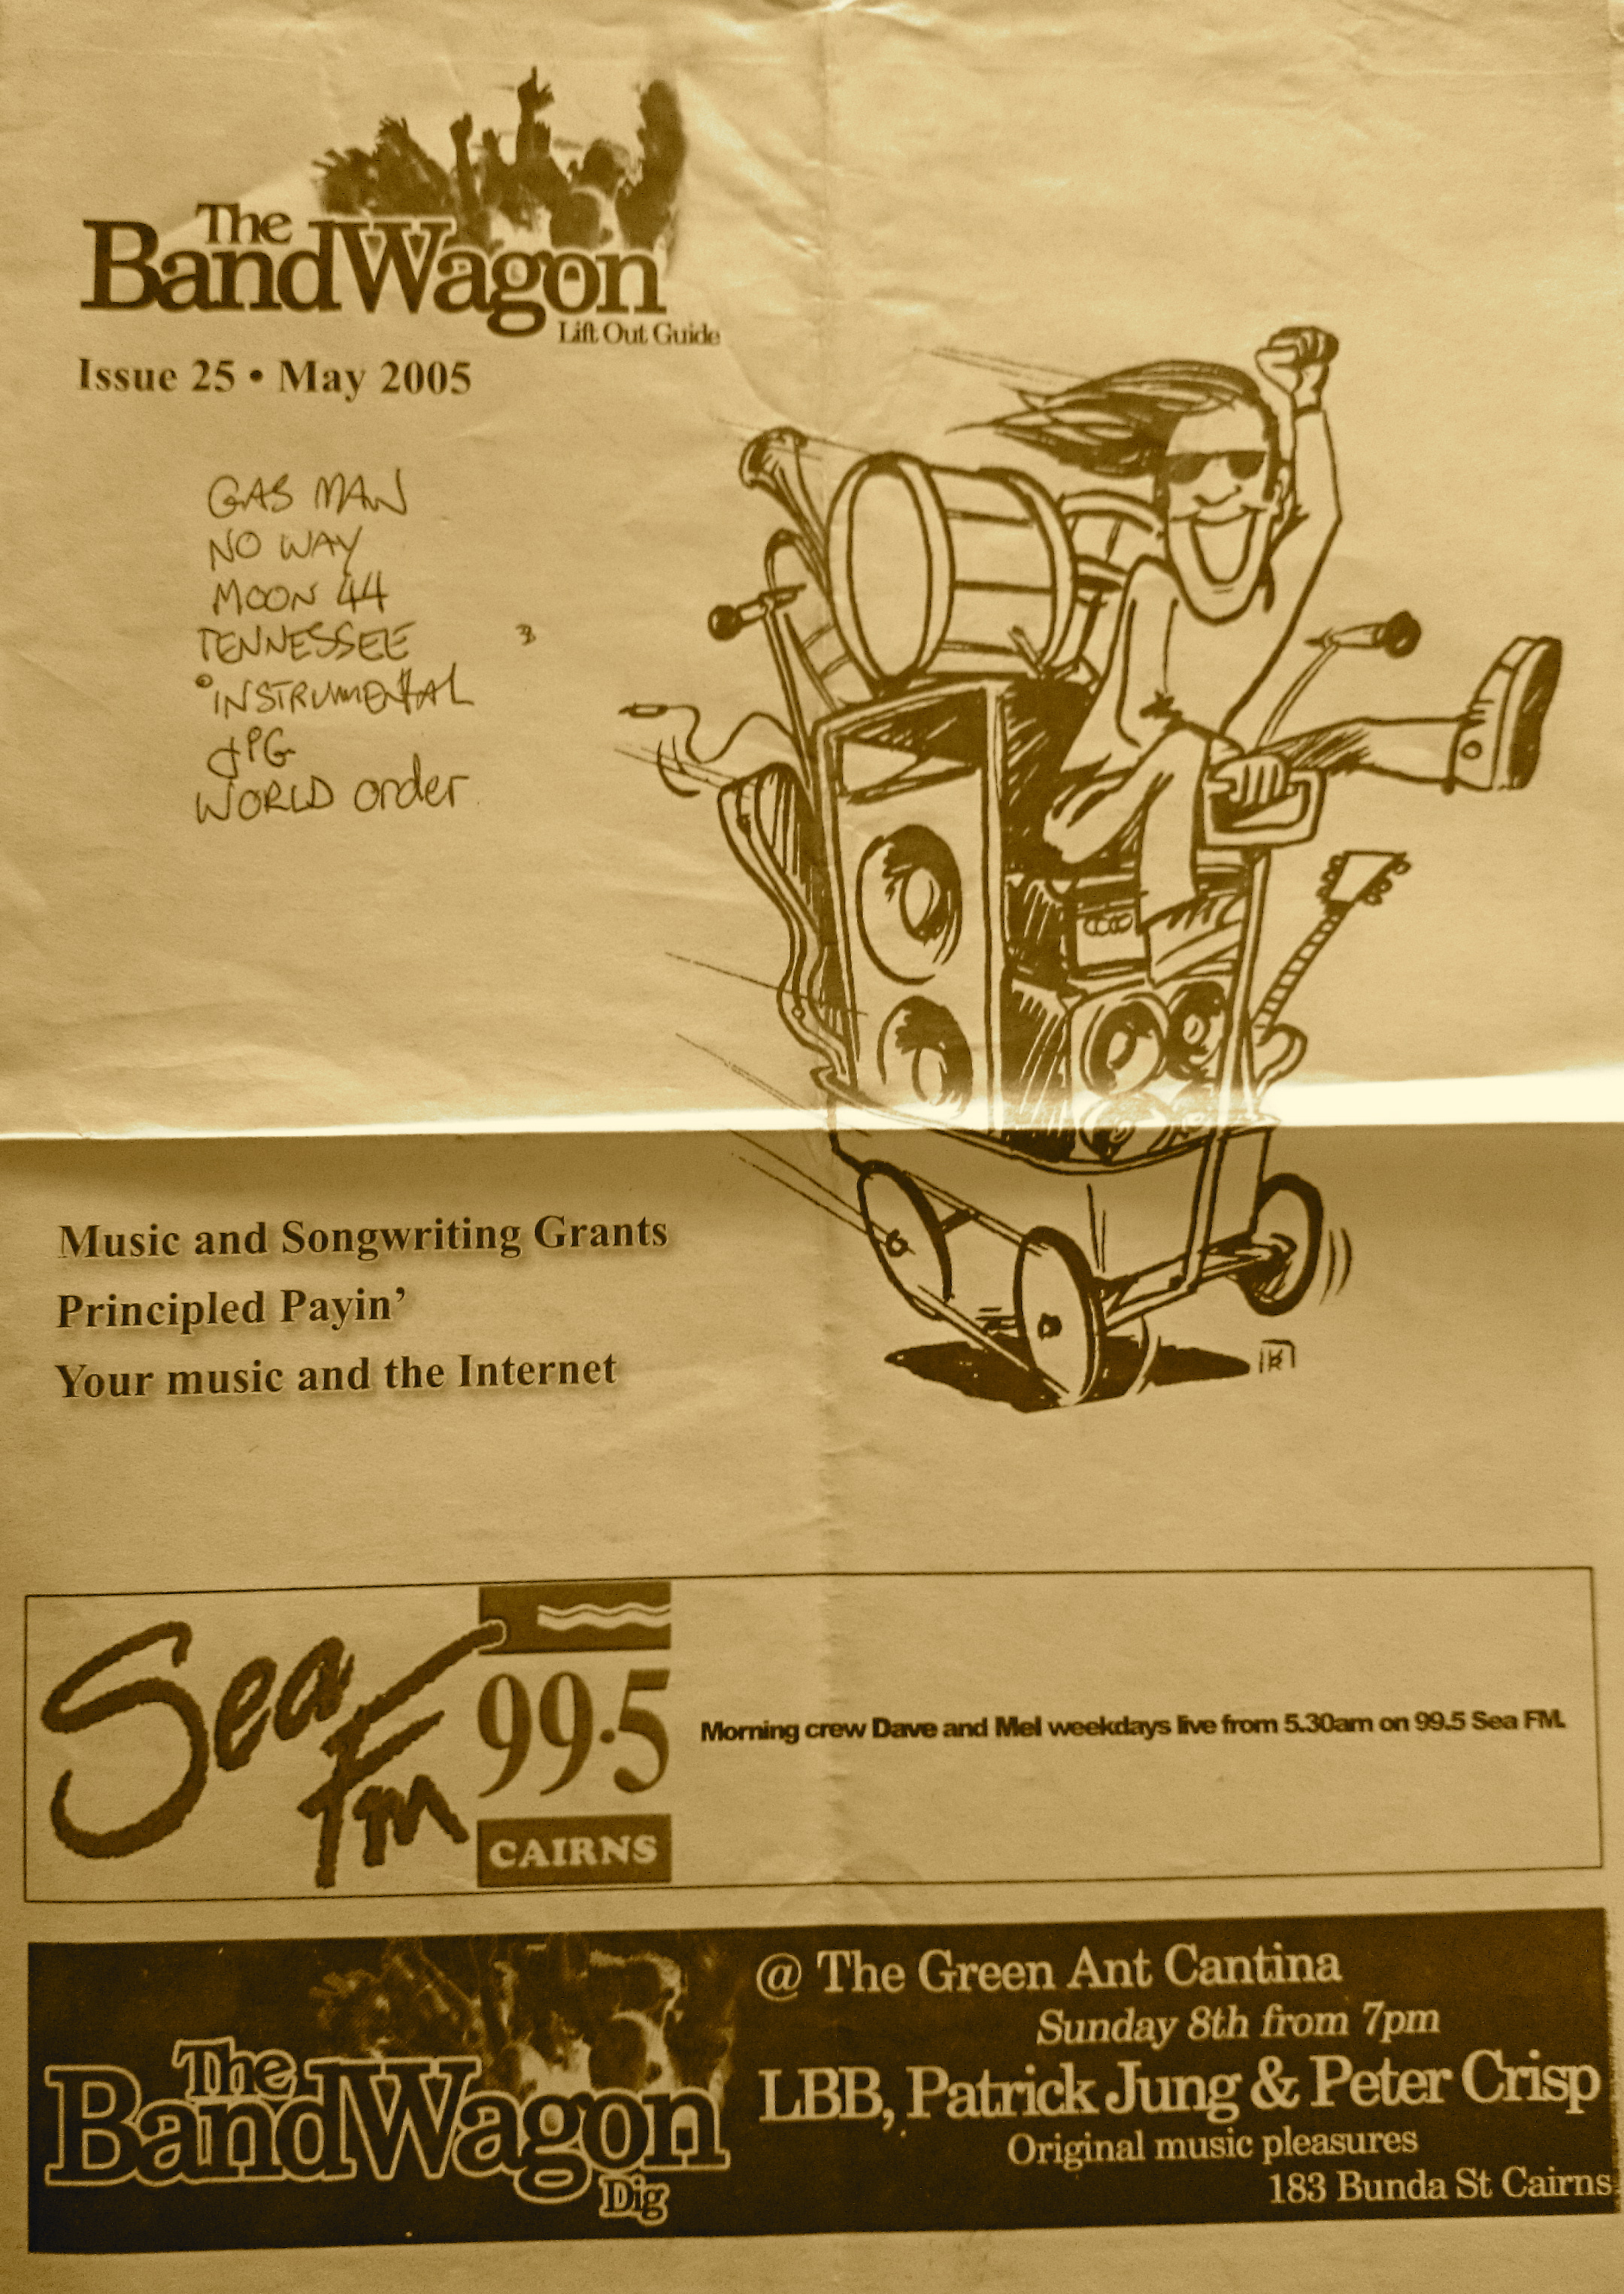 The
BandWagon
Lift Out Guide
Issue 25 • May 2005
GAS MAN
NO WAY
MOON 44
TENNESSEE 3
INSTRUMENTAL
JPG
WORLD order
Music and Songwriting Grants
Principled Payin’
Your music and the Internet
Sea
Fm
99.5
CAIRNS
Morning crew Dave and Mel weekdays live from 5.30am on 99.5 Sea FM.
The
BandWagon
Dig
@ The Green Ant Cantina
Sunday 8th from 7pm
LBB, Patrick Jung & Peter Crisp
Original music pleasures
183 Bunda St Cairns